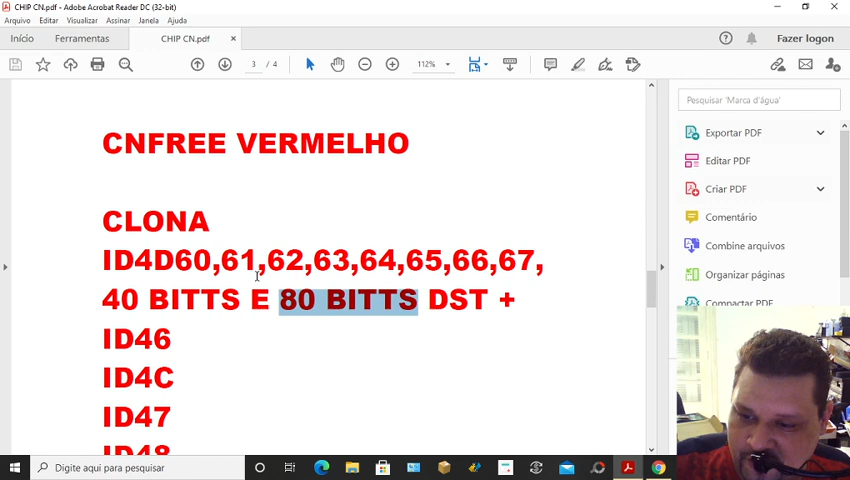 CHIP CN.pdf - Adobe Acrobat Reader DC (32-bit)
Arquivo Editar Visualizar Assinar Janela Ajuda
Início Ferramentas CHIP CN.pdf × Fazer logon
3 / 4 112%
Pesquisar 'Marca d'água'
Exportar PDF
Editar PDF
Criar PDF
Comentário
Combine arquivos
Organizar páginas
Compactar PDF
CNFREE VERMELHO
CLONA
ID4D60,61,62,63,64,65,66,67,
40 BITTS E 80 BITTS DST +
ID46
ID4C
ID47
ID48
Digite aqui para pesquisar